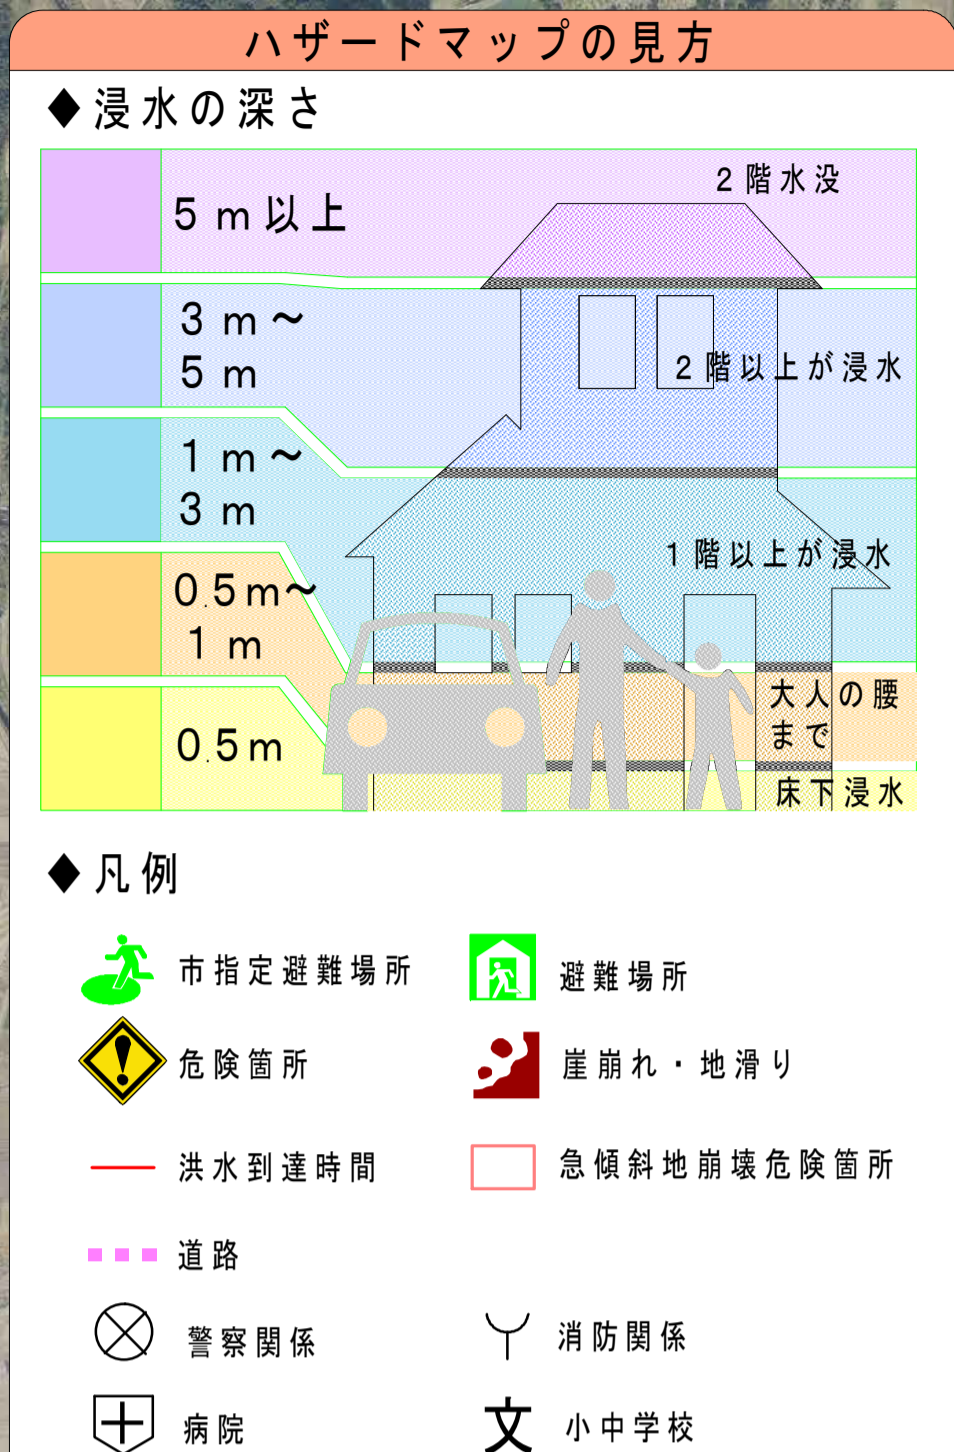 ハザードマップの見方
◆浸水の深さ
5m以上
2階水没
3m～
5m
2階以上が浸水
1m～
3m
1階以上が浸水
0.5m～
1m
大人の腰
まで
0.5m
床下浸水
◆凡例
市指定避難場所
避難場所
危険箇所
崖崩れ・地滑り
洪水到達時間
急傾斜地崩壊危険箇所
道路
警察関係
消防関係
病院
文 小中学校